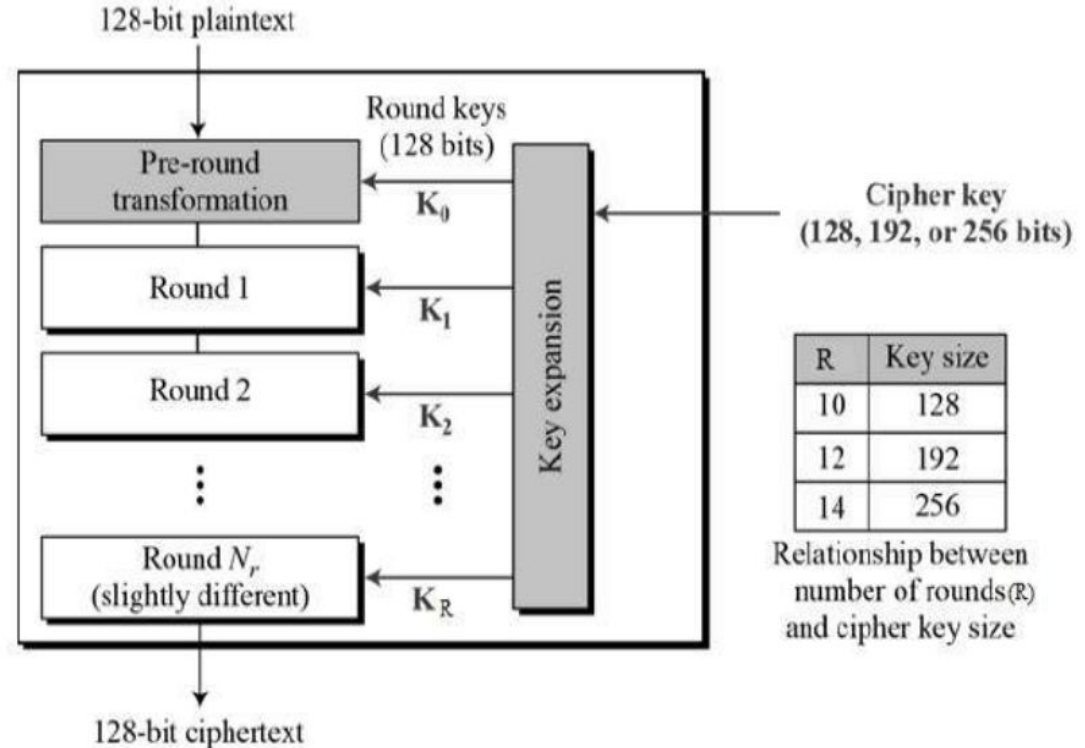 128-bit plaintext
Round keys
(128 bits)
Pre-round
transformation
K₀
Cipher key
(128, 192, or 256 bits)
Round 1
K₁
Round 2
K₂
Key expansion
R Key size
10 128
12 192
14 256
Round Nᵣ
(slightly different)
K_R
Relationship between
number of rounds(R)
and cipher key size
128-bit ciphertext